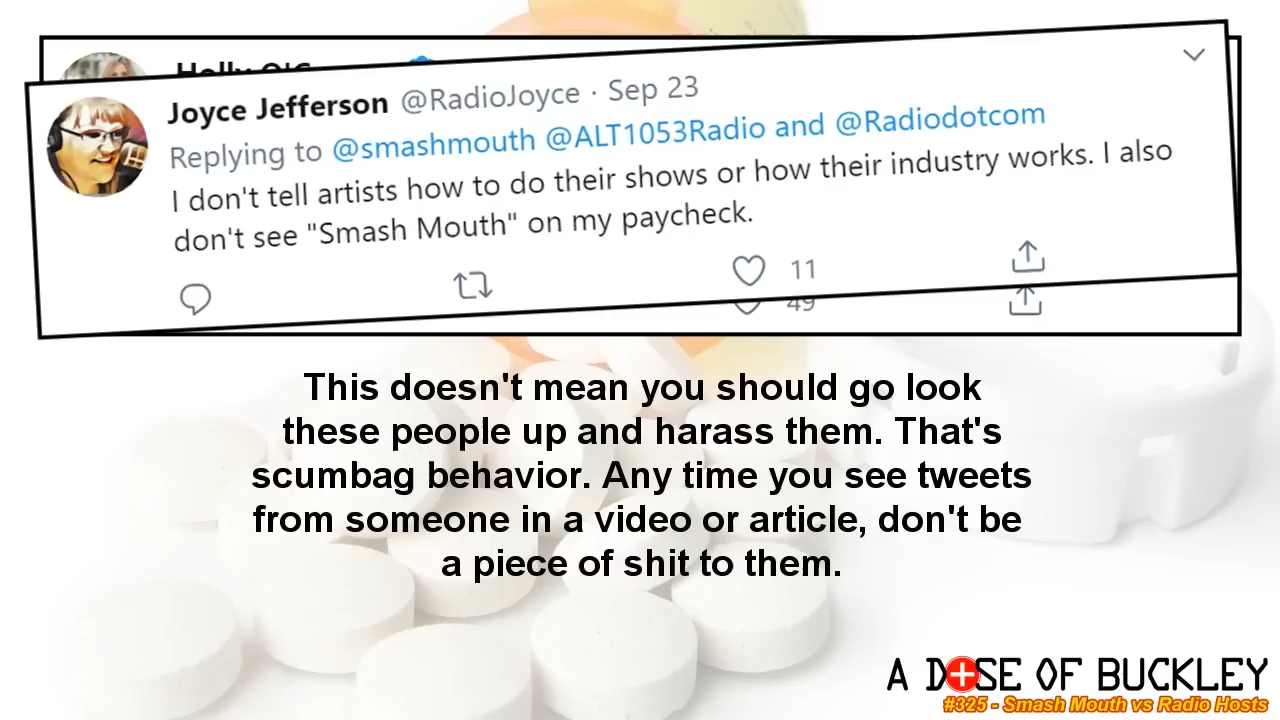 Joyce Jefferson @RadioJoyce · Sep 23
Replying to @smashmouth @ALT1053Radio and @Radiodotcom
I don't tell artists how to do their shows or how their industry works. I also
don't see "Smash Mouth" on my paycheck.
11
49
This doesn't mean you should go look
these people up and harass them. That's
scumbag behavior. Any time you see tweets
from someone in a video or article, don't be
a piece of shit to them.
A DOSE OF BUCKLEY
#325 - Smash Mouth vs Radio Hosts